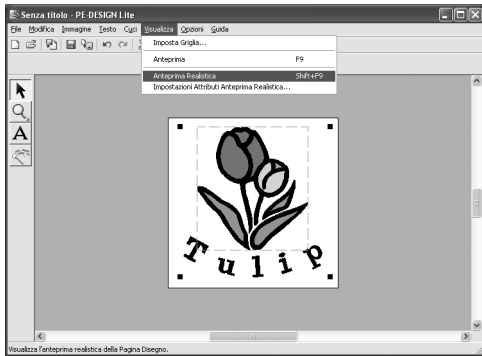 Senza titolo - PE-DESIGN Lite
File Modifica Immagine Testo Cuci Visualizza Opzioni Guida
Imposta Griglia...
Anteprima F9
Anteprima Realistica Shift+F9
Impostazioni Attributi Anteprima Realistica...
A
Tulip
Visualizza l'anteprima realistica della Pagina Disegno.